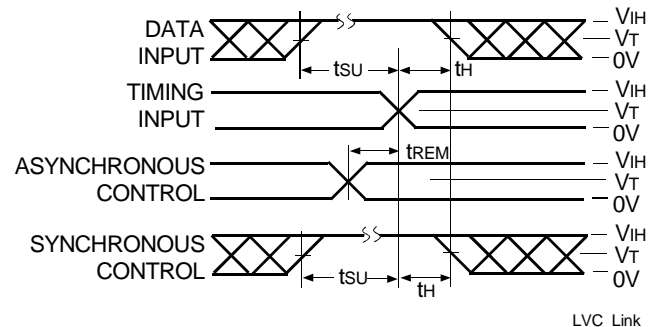 DATA INPUT
VIH
VT
0V
tSU
tH
TIMING INPUT
VIH
VT
0V
tREM
ASYNCHRONOUS CONTROL
VIH
VT
0V
SYNCHRONOUS CONTROL
VIH
VT
0V
tSU
tH
LVC Link